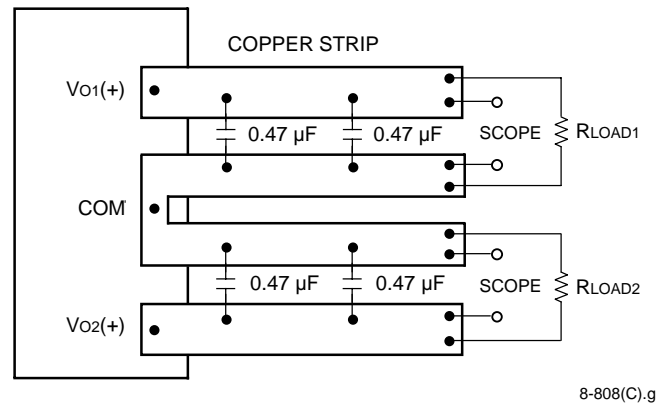 COPPER STRIP
VO1(+)
0.47 µF 0.47 µF SCOPE RLOAD1
COM
0.47 µF 0.47 µF SCOPE RLOAD2
VO2(+)
8-808(C).g